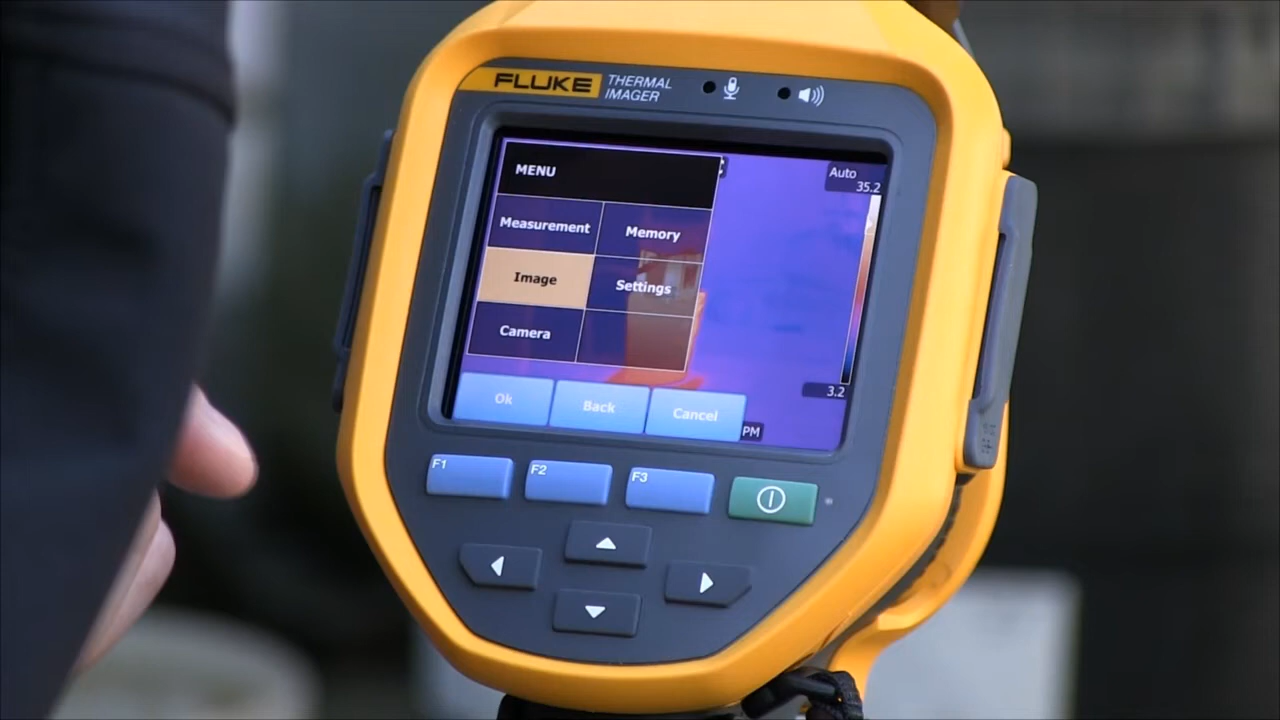 FLUKE
THERMAL
IMAGER
MENU
Auto
35.2
Measurement
Memory
Image
Settings
Camera
3.2
Ok
Back
Cancel
PM
F1
F2
F3